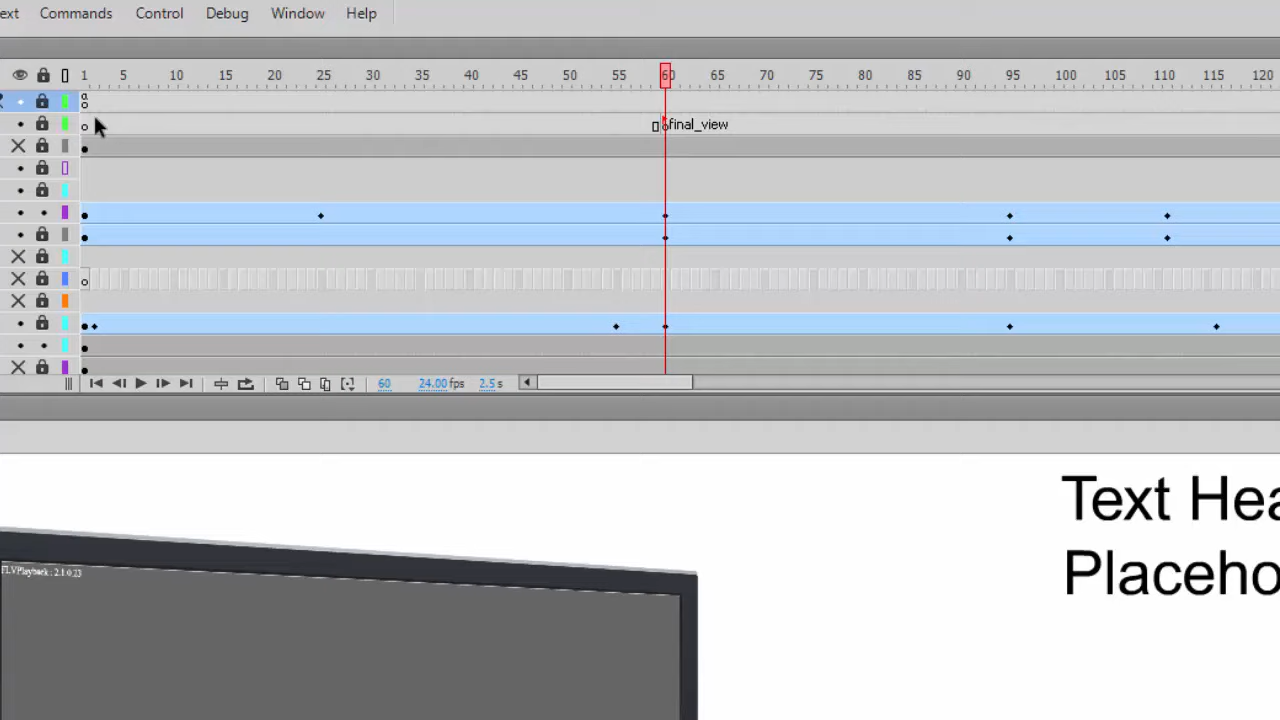 ext Commands Control Debug Window Help
1 5 10 15 20 25 30 35 40 45 50 55 60 65 70 75 80 85 90 95 100 105 110 115 120
a
final_view
60 24.00 fps 2.5 s
Text Hea
Placeho
FLVPlayback : 2.1.0.23